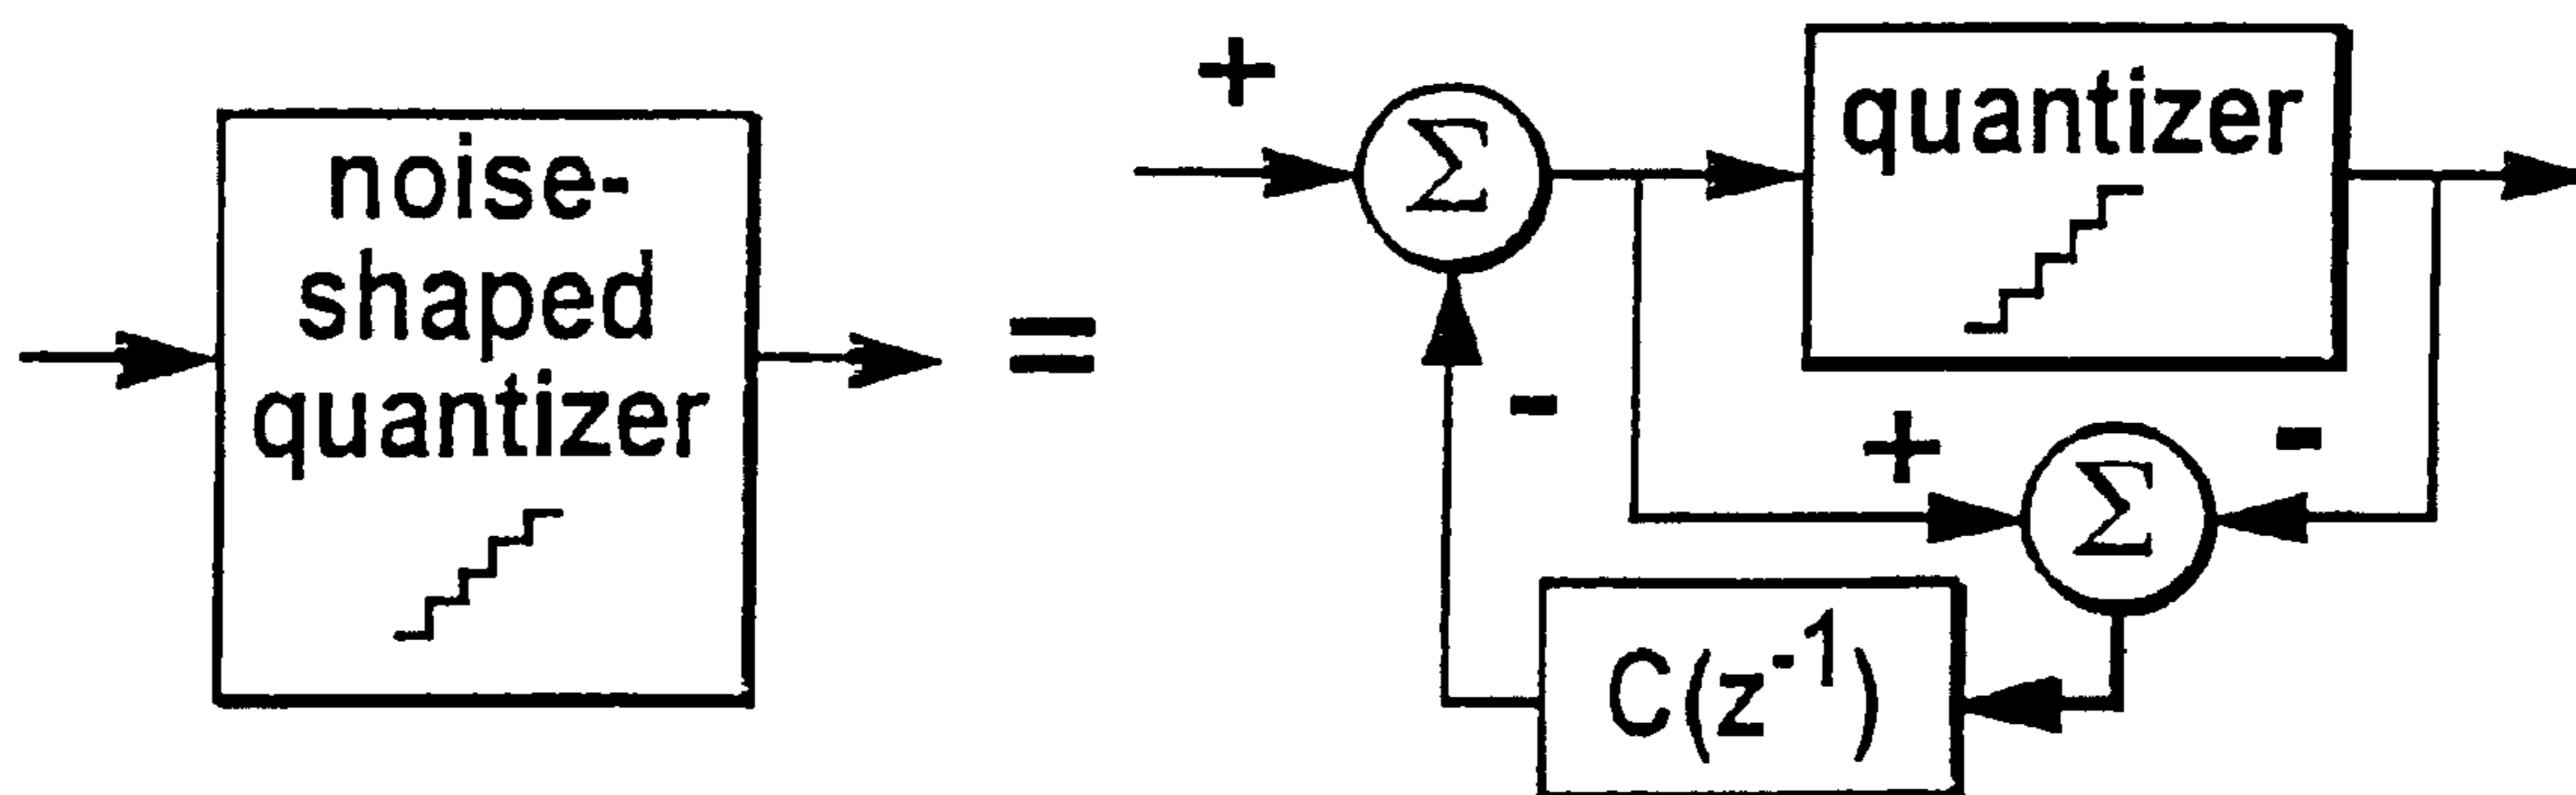 noise-
shaped
quantizer
=
+
Σ
quantizer
-
+
-
Σ
C(z⁻¹)